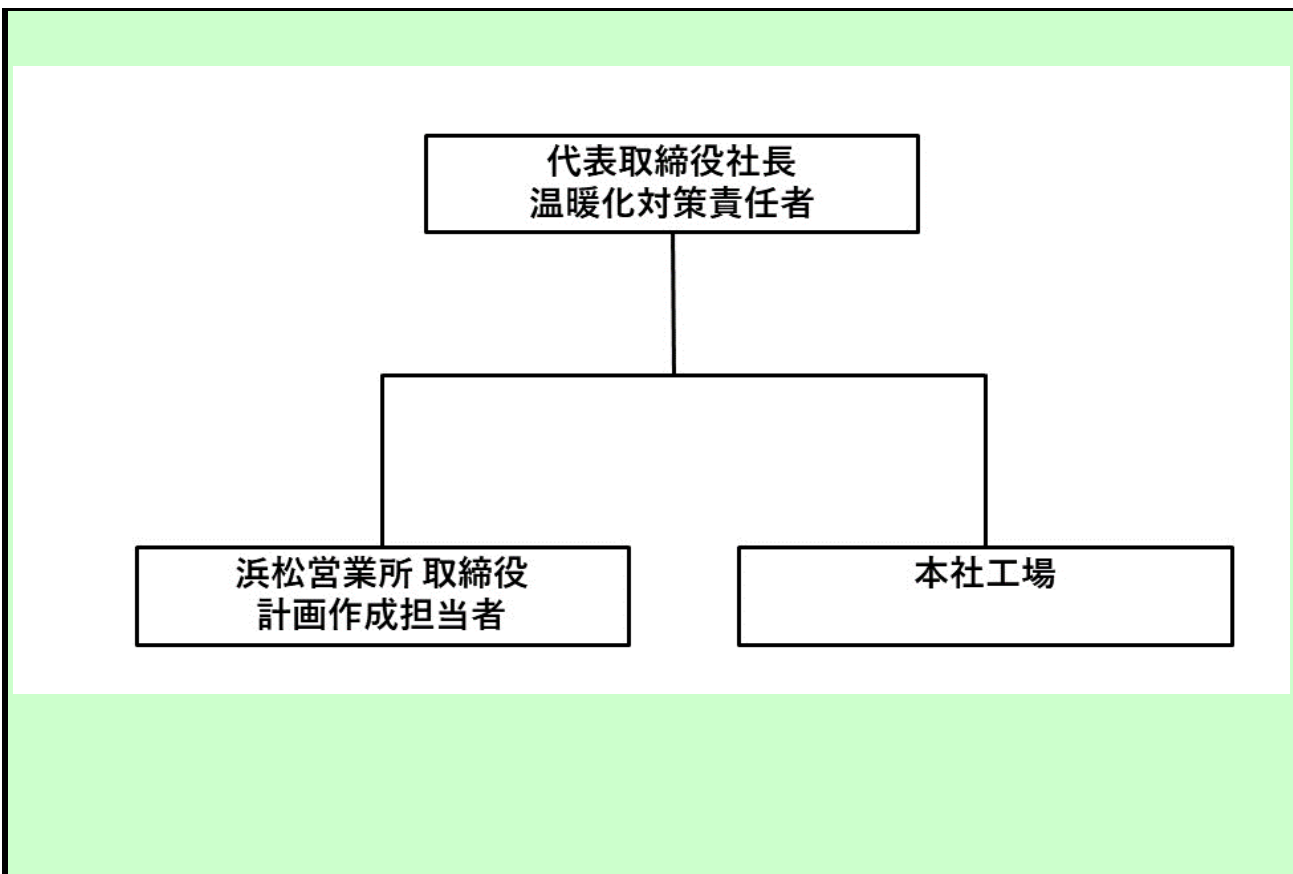 代表取締役社長
温暖化対策責任者
浜松営業所 取締役
計画作成担当者
本社工場